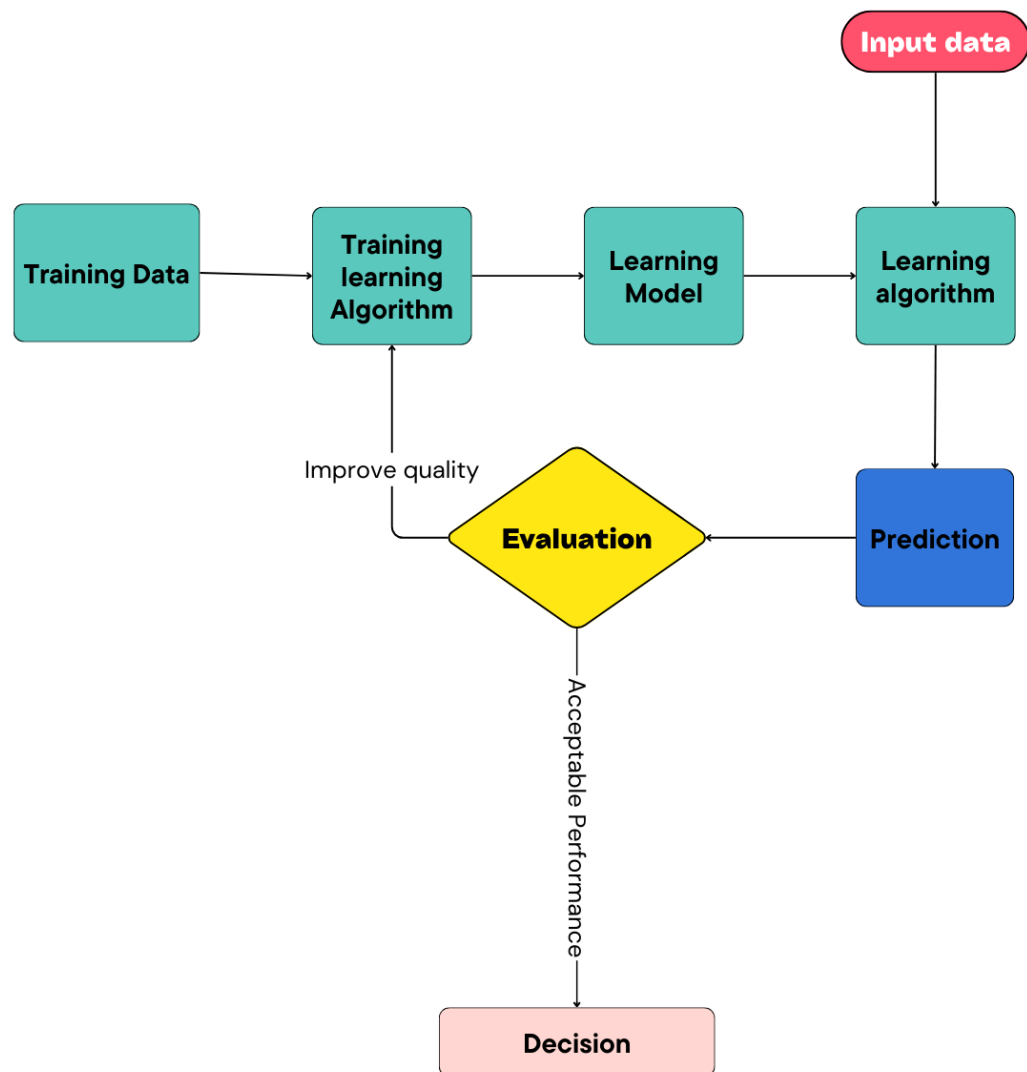 Input data
Training Data
Training
learning
Algorithm
Learning
Model
Learning
algorithm
Improve quality
Evaluation
Prediction
Acceptable Performance
Decision